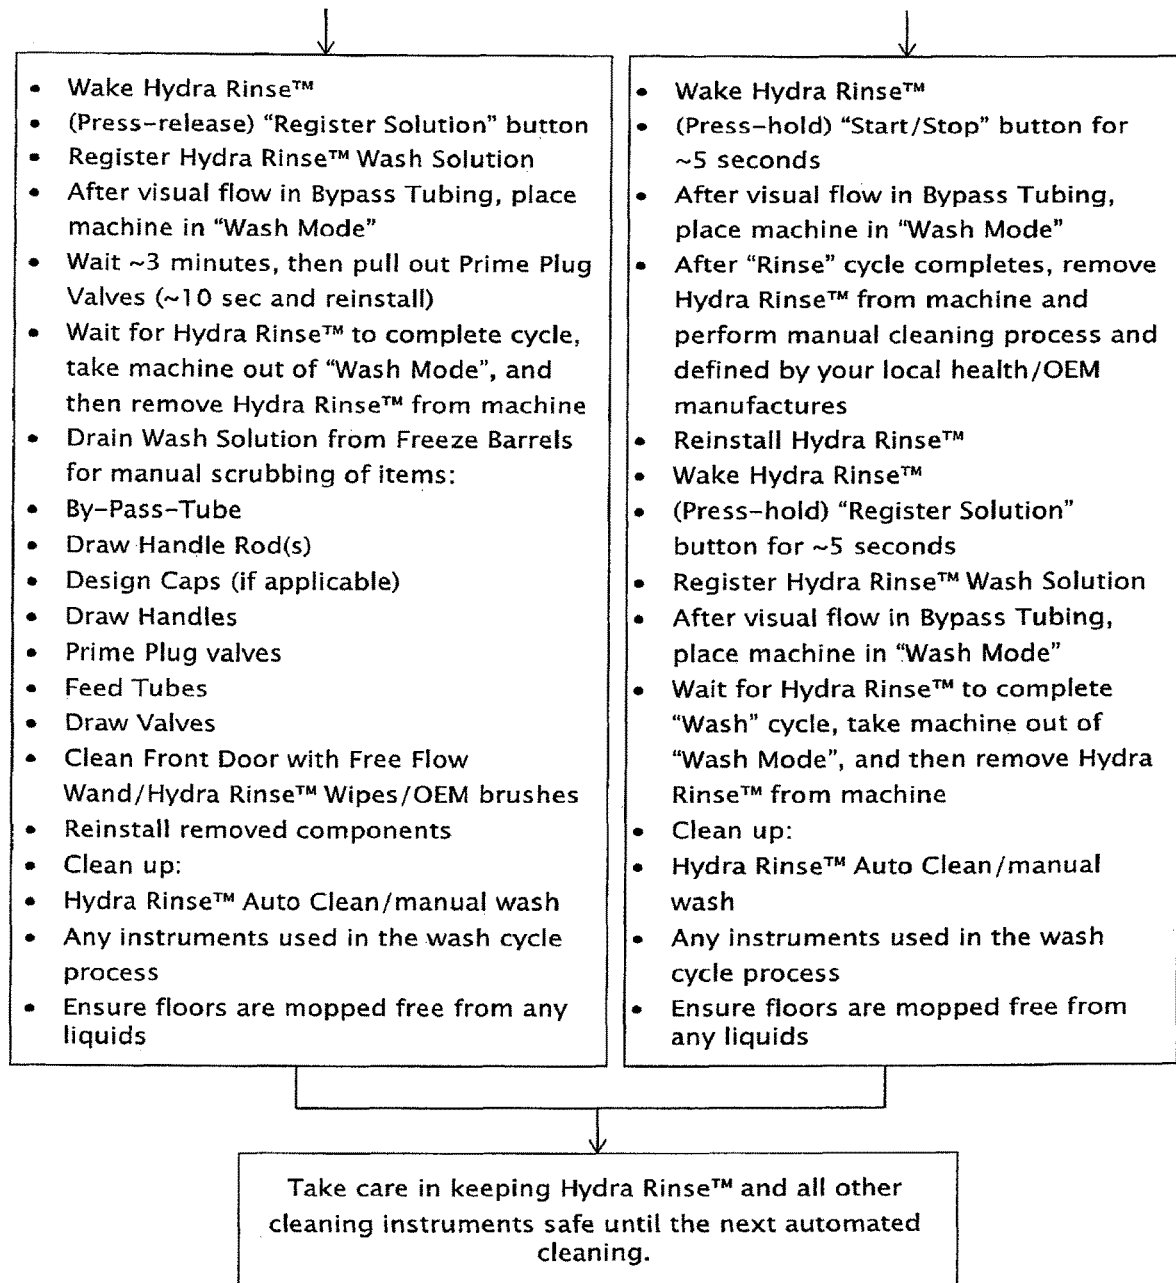 • Wake Hydra Rinse™
• (Press-release) “Register Solution” button
• Register Hydra Rinse™ Wash Solution
• After visual flow in Bypass Tubing, place
machine in “Wash Mode”
• Wait ~3 minutes, then pull out Prime Plug
Valves (~10 sec and reinstall)
• Wait for Hydra Rinse™ to complete cycle,
take machine out of “Wash Mode”, and
then remove Hydra Rinse™ from machine
• Drain Wash Solution from Freeze Barrels
for manual scrubbing of items:
• By-Pass-Tube
• Draw Handle Rod(s)
• Design Caps (if applicable)
• Draw Handles
• Prime Plug valves
• Feed Tubes
• Draw Valves
• Clean Front Door with Free Flow
Wand/Hydra Rinse™ Wipes/OEM brushes
• Reinstall removed components
• Clean up:
• Hydra Rinse™ Auto Clean/manual wash
• Any instruments used in the wash cycle
process
• Ensure floors are mopped free from any
liquids
• Wake Hydra Rinse™
• (Press-hold) “Start/Stop” button for
~5 seconds
• After visual flow in Bypass Tubing,
place machine in “Wash Mode”
• After “Rinse” cycle completes, remove
Hydra Rinse™ from machine and
perform manual cleaning process and
defined by your local health/OEM
manufactures
• Reinstall Hydra Rinse™
• Wake Hydra Rinse™
• (Press-hold) “Register Solution”
button for ~5 seconds
• Register Hydra Rinse™ Wash Solution
• After visual flow in Bypass Tubing,
place machine in “Wash Mode”
• Wait for Hydra Rinse™ to complete
“Wash” cycle, take machine out of
“Wash Mode”, and then remove Hydra
Rinse™ from machine
• Clean up:
• Hydra Rinse™ Auto Clean/manual
wash
• Any instruments used in the wash
cycle process
• Ensure floors are mopped free from
any liquids
Take care in keeping Hydra Rinse™ and all other
cleaning instruments safe until the next automated
cleaning.